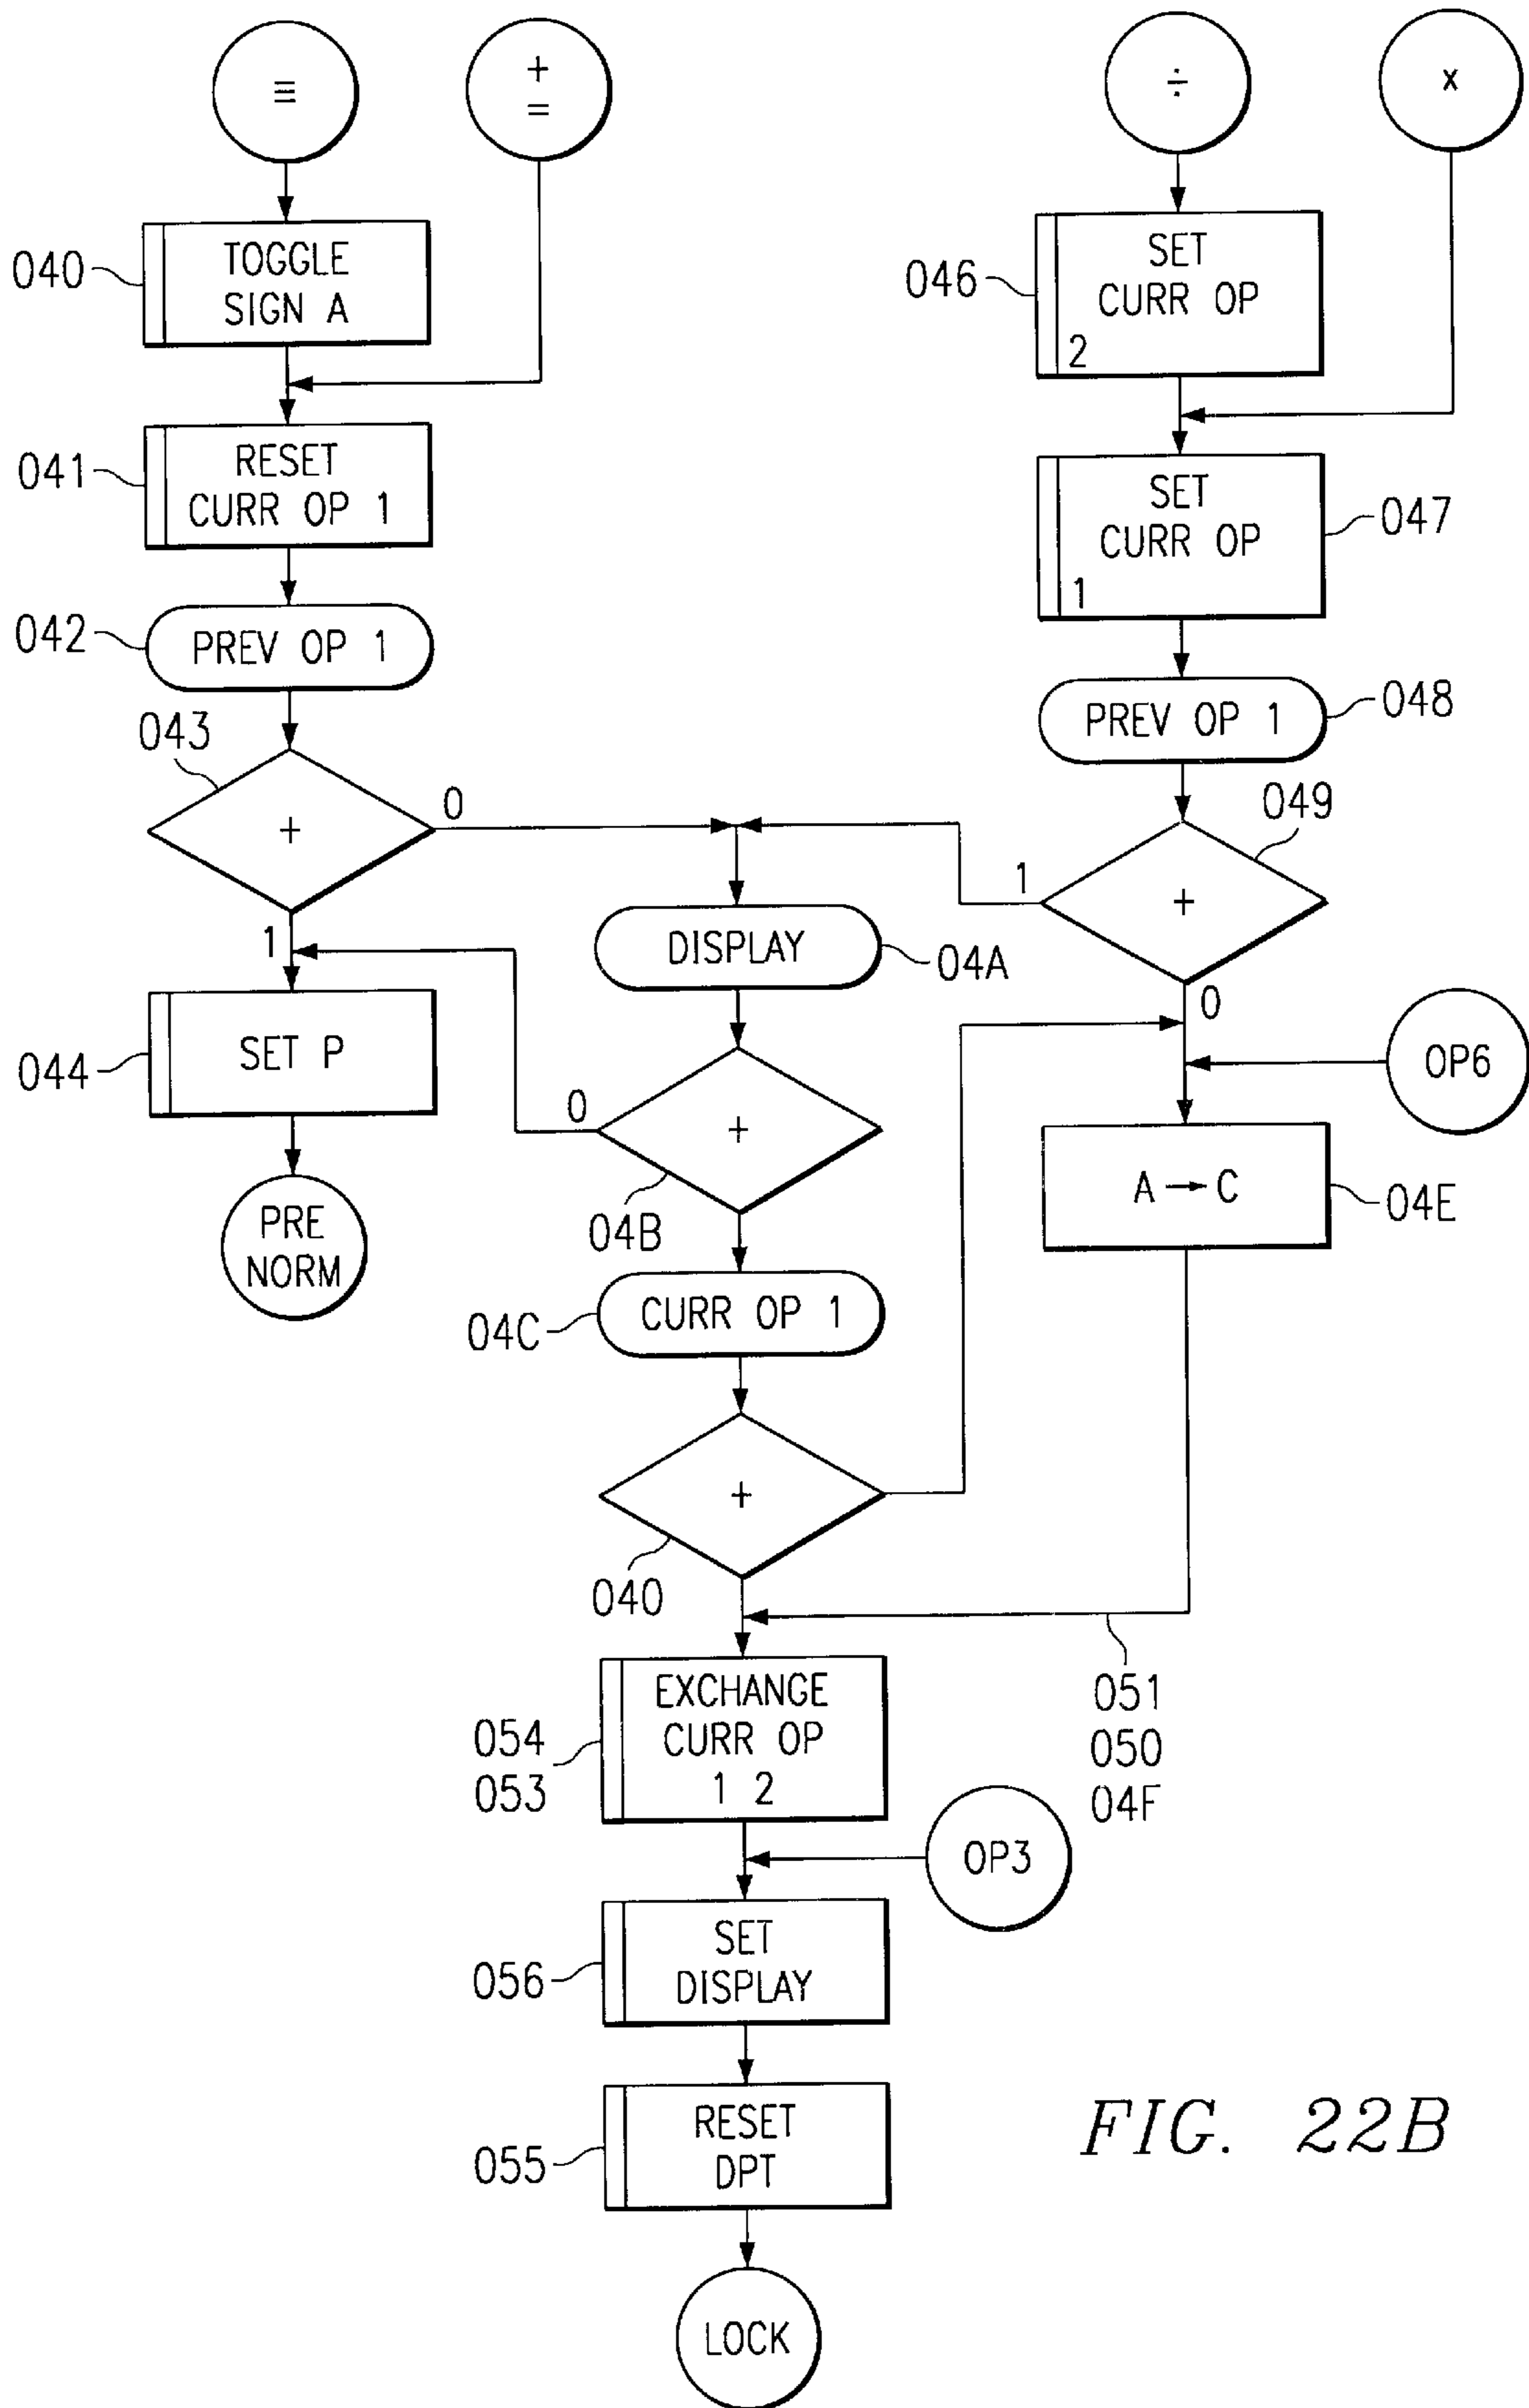 ≡
+
=
÷
x
040
TOGGLE
SIGN A
046
SET
CURR OP
2
041
RESET
CURR OP 1
SET
CURR OP
1
047
042
PREV OP 1
PREV OP 1
048
043
+
0
049
1
+
0
1
DISPLAY
04A
044
SET P
0
+
04B
OP6
A → C
04E
PRE
NORM
04C
CURR OP 1
+
040
054
053
EXCHANGE
CURR OP
1 2
051
050
04F
OP3
056
SET
DISPLAY
055
RESET
DPT
LOCK
FIG. 22B